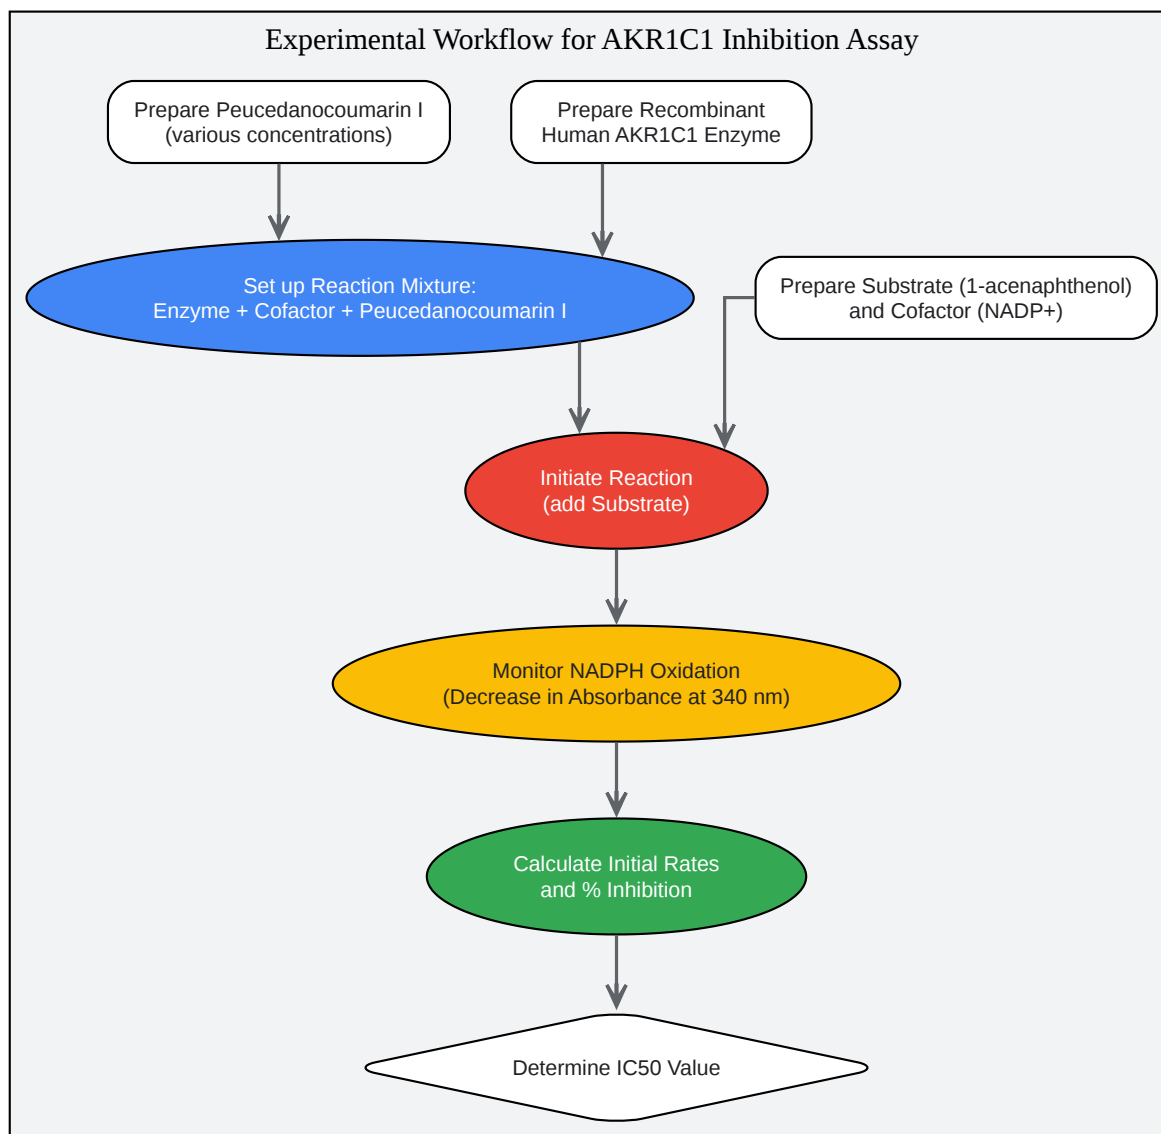 Experimental Workflow for AKR1C1 Inhibition Assay
Prepare Peucedanocoumarin I
(various concentrations)
Prepare Recombinant
Human AKR1C1 Enzyme
Set up Reaction Mixture:
Enzyme + Cofactor + Peucedanocoumarin I
Prepare Substrate (1-acenaphthenol)
and Cofactor (NADP+)
Initiate Reaction
(add Substrate)
Monitor NADPH Oxidation
(Decrease in Absorbance at 340 nm)
Calculate Initial Rates
and % Inhibition
Determine IC50 Value